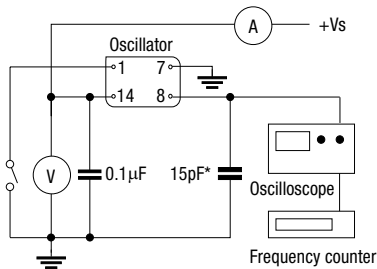 A
+Vs
Oscillator
1 7
14 8
V
0.1μF
15pF*
Oscilloscope
Frequency counter